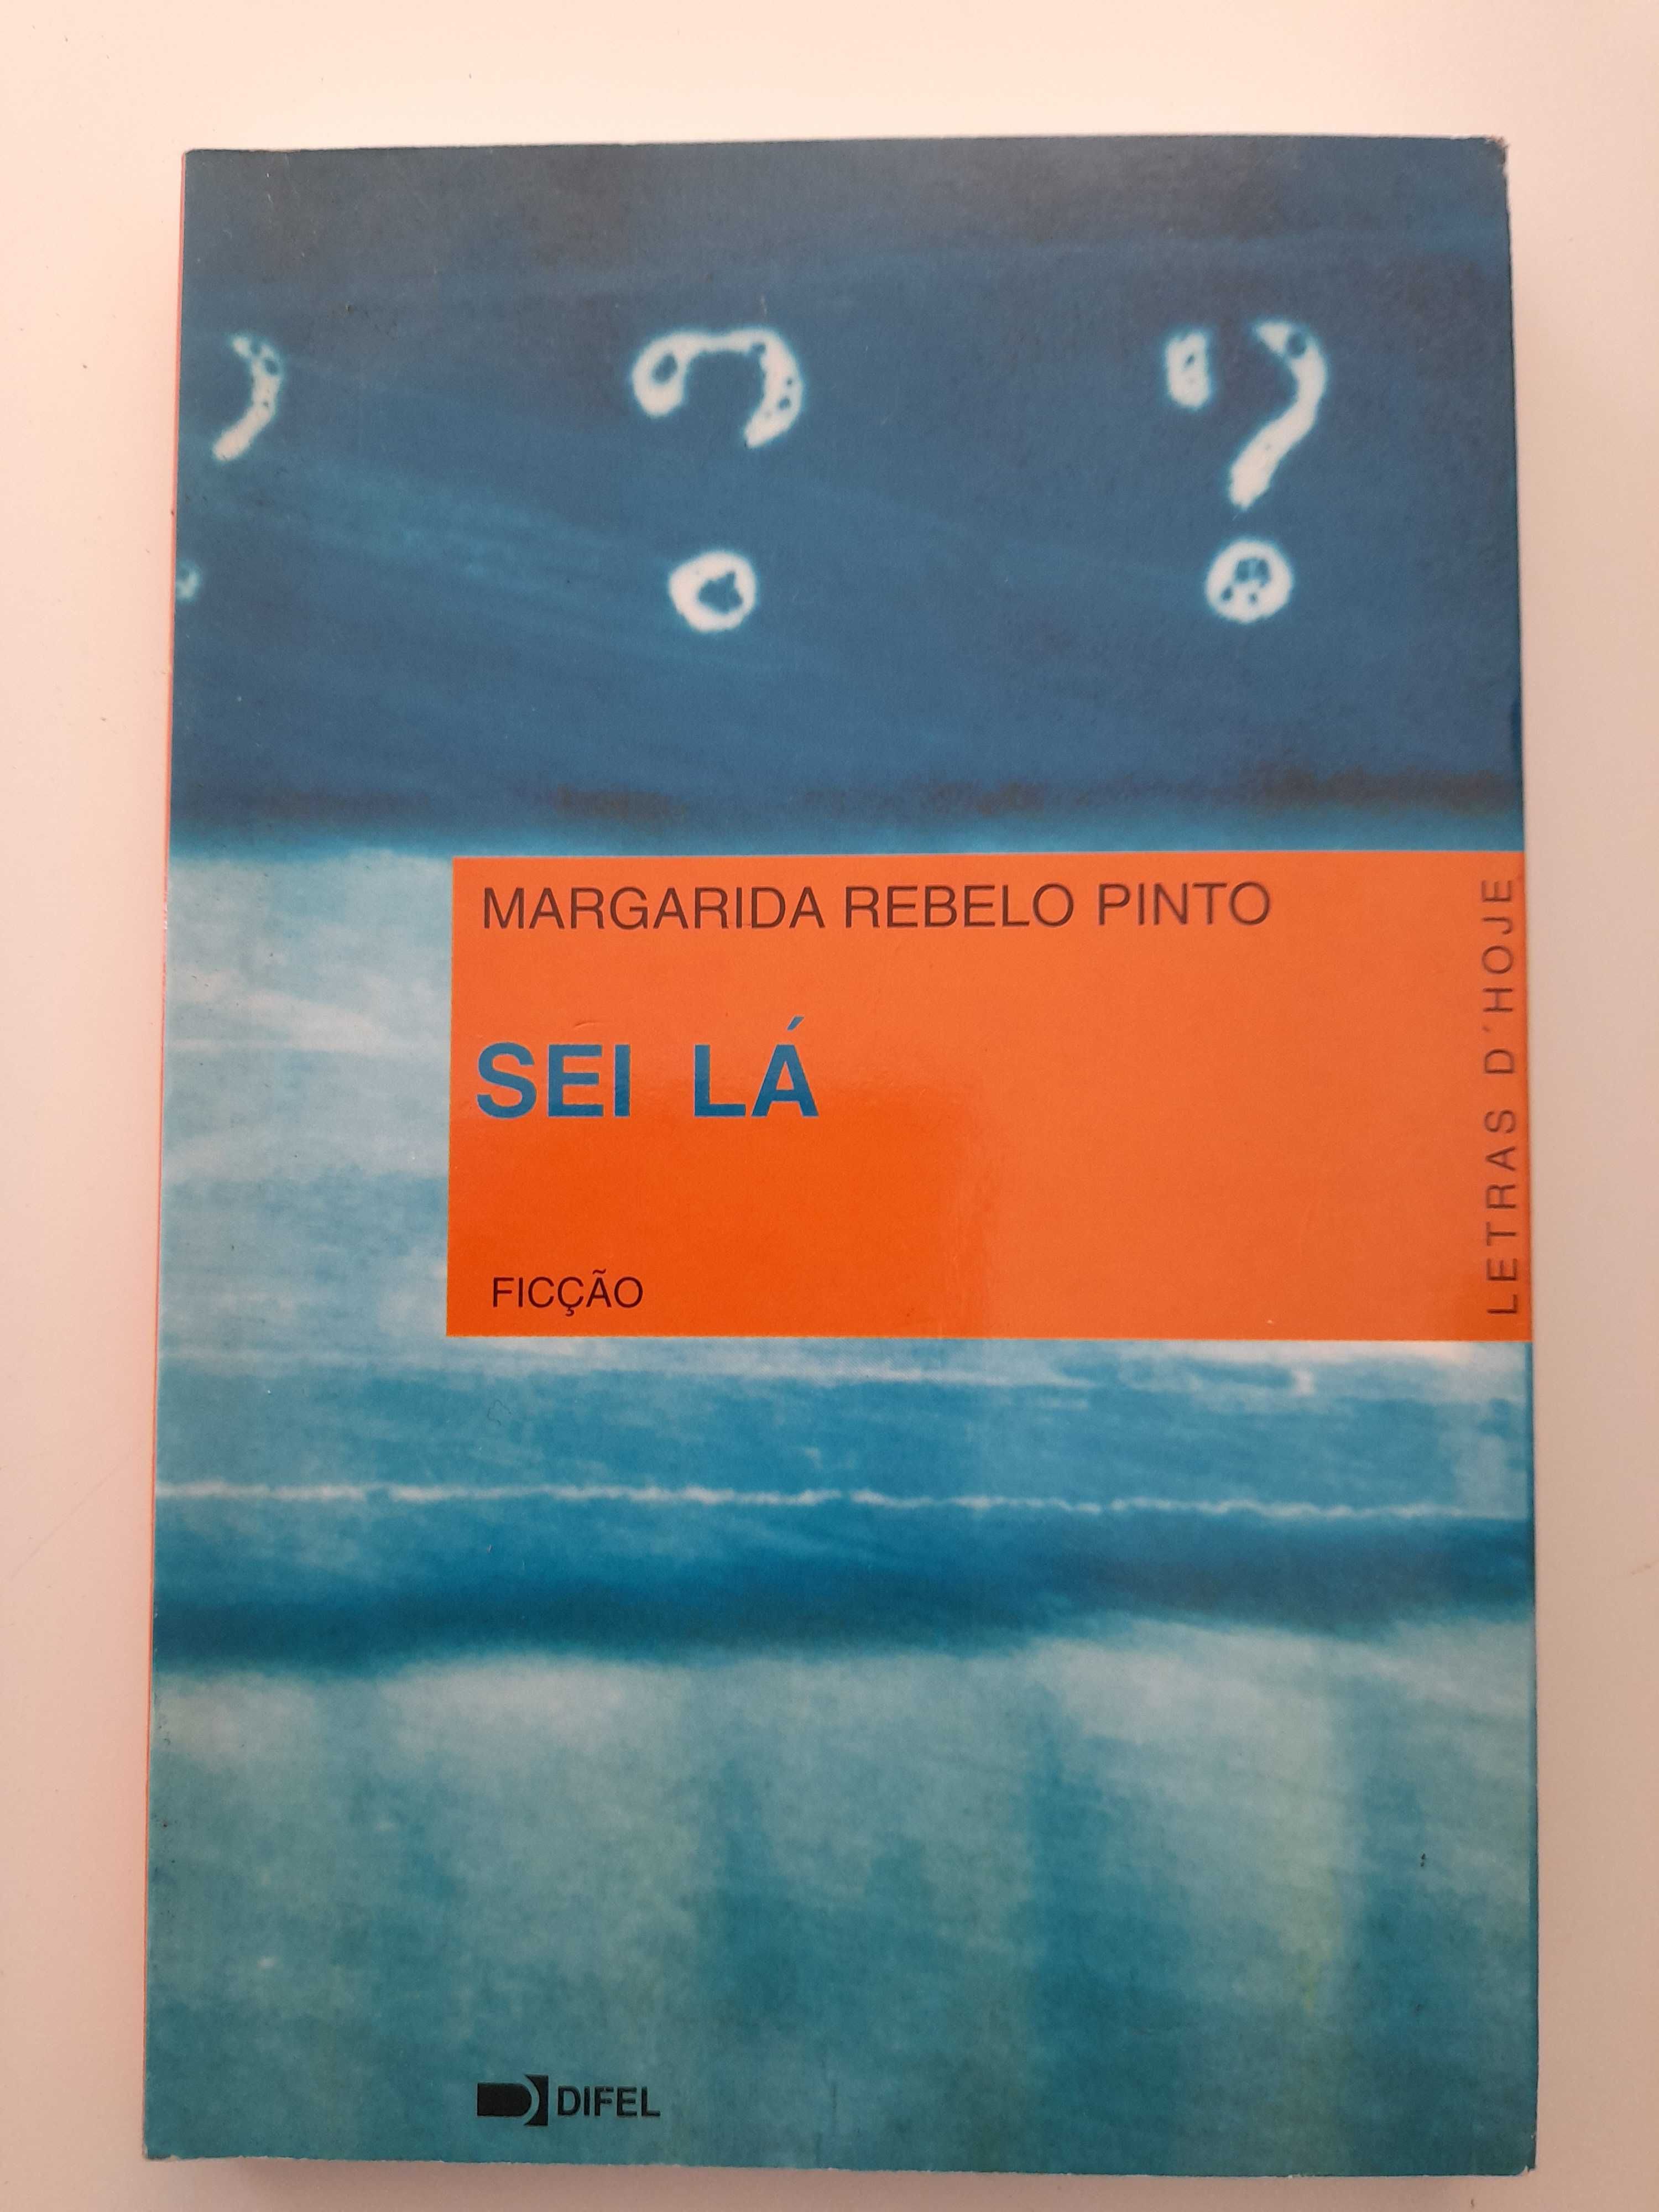 ? ? ?
MARGARIDA REBELO PINTO
SEI LÁ
FICÇÃO
LETRAS D'HOJE
DIFEL